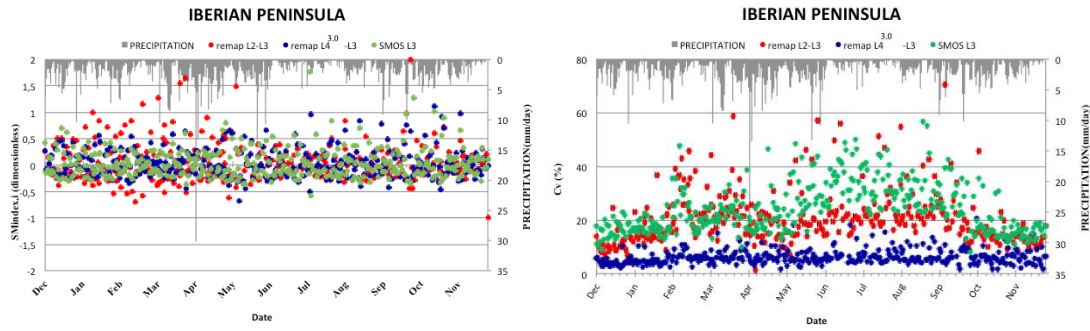 IBERIAN PENINSULA
PRECIPITATION remap L2-L3 remap L4 3.0 -L3 SMOS L3
2
1,5
1
0,5
0
-0,5
-1
-1,5
-2
SMindex,i (dimensionless)
0
5
10
15
20
25
30
35
PRECIPITATION(mm/day)
Dec Jan Feb Mar Apr May Jun Jul Aug Sep Oct Nov
Date
IBERIAN PENINSULA
PRECIPITATION remap L2-L3 remap L4 3.0 -L3 SMOS L3
80
60
40
20
0
Cv (%)
0
5
10
15
20
25
30
35
PRECIPITATION(mm/day)
Dec Jan Feb Mar Apr May Jun Jul Aug Sep Oct Nov
Date